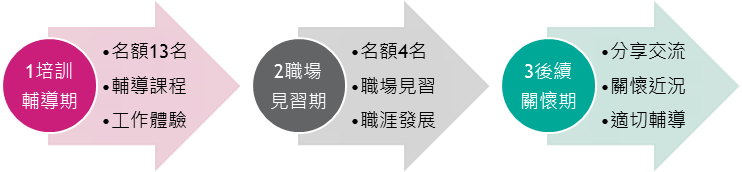 1培訓
輔導期
•名額13名
•輔導課程
•工作體驗
2職場
見習期
•名額4名
•職場見習
•職涯發展
3後續
關懷期
•分享交流
•關懷近況
•適切輔導